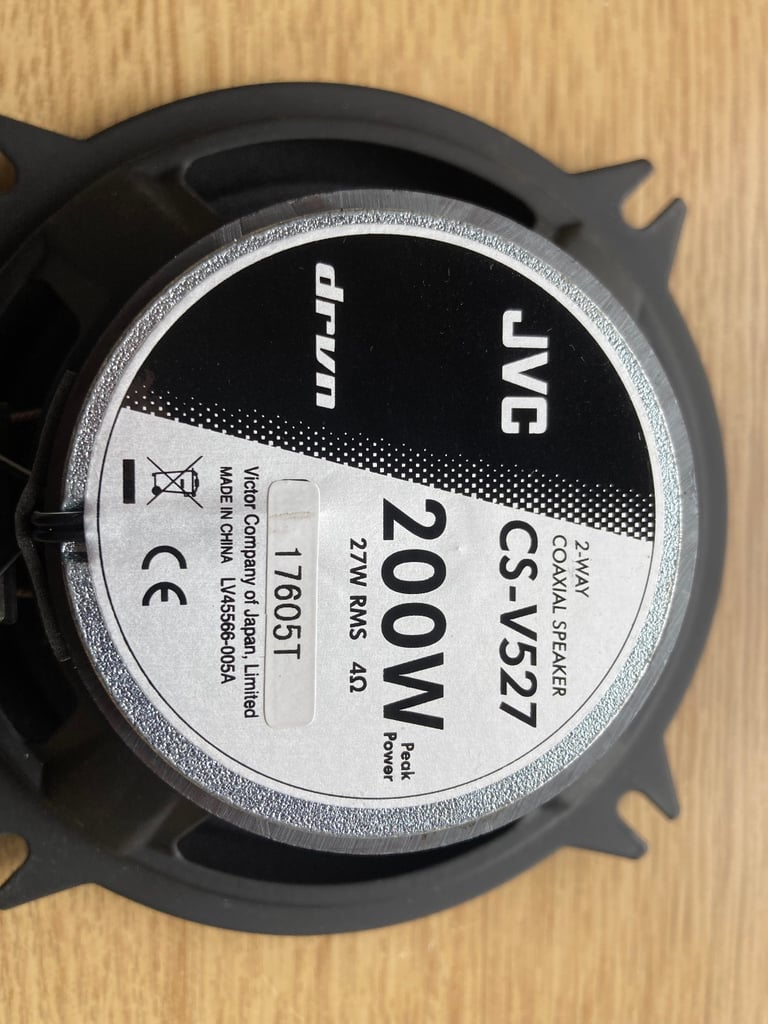 JVC
drvn
2-WAY
COAXIAL SPEAKER
CS-V527
200W Peak Power
27W RMS 4Ω
17605T
Victor Company of Japan, Limited
MADE IN CHINA LV45566-005A
CE